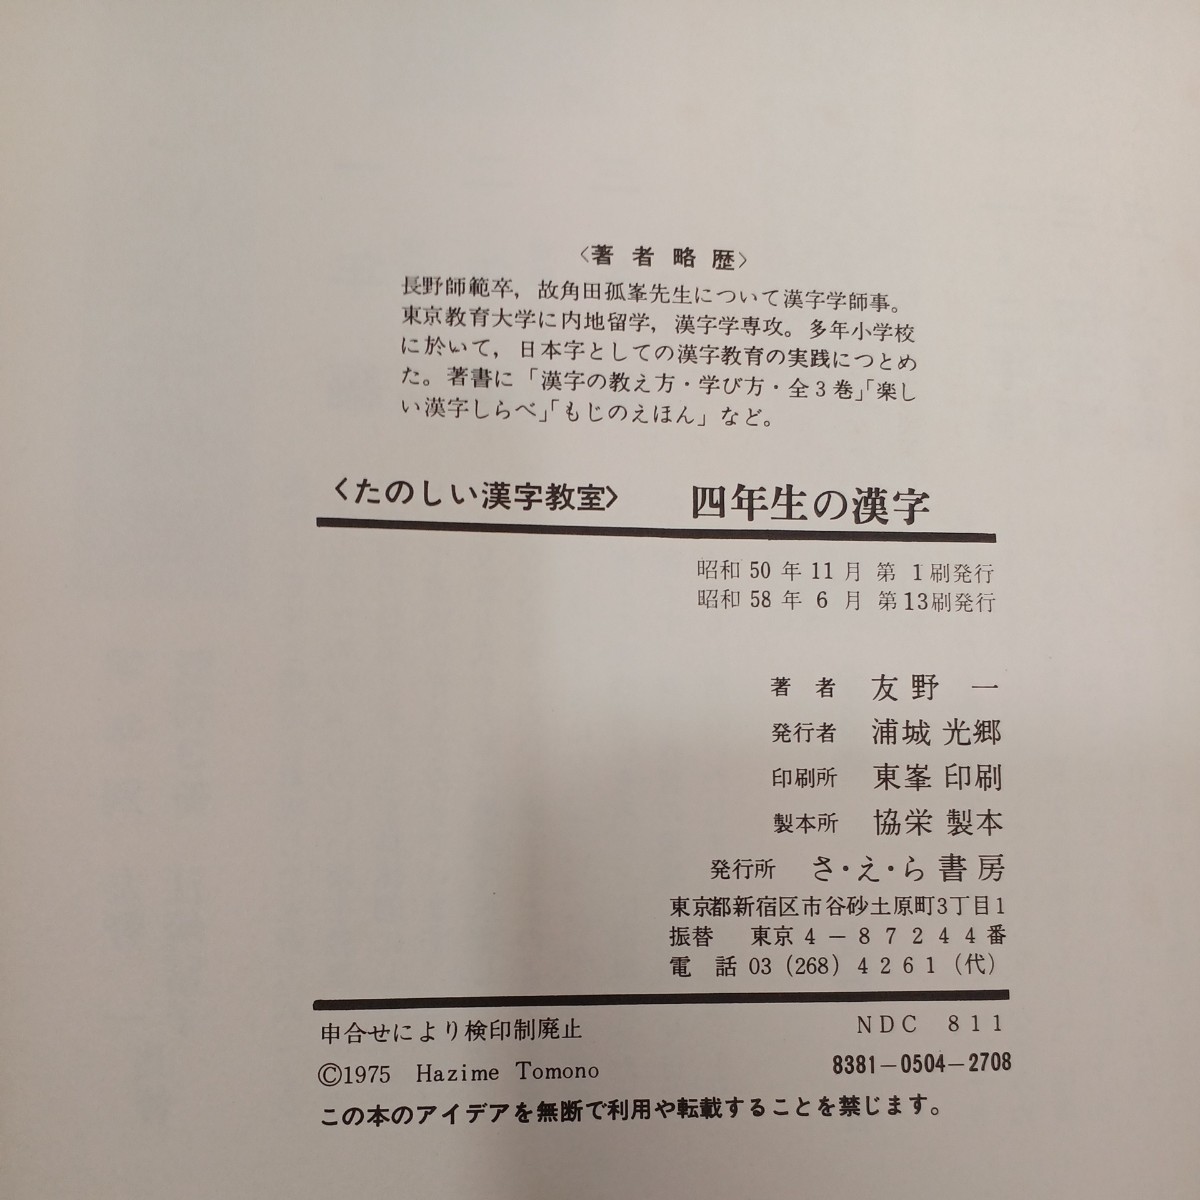 〈著者略歴〉
長野師範卒，故角田孤峯先生について漢字学師事。
東京教育大学に内地留学，漢字学専攻。多年小学校
に於いて，日本字としての漢字教育の実践につとめ
た。著書に「漢字の教え方・学び方・全3巻」「楽し
い漢字しらべ」「もじのえほん」など。
〈たのしい漢字教室〉 四年生の漢字
昭和 50 年 11 月 第 1 刷発行
昭和 58 年 6 月 第 13 刷発行
著者 友野 一
発行者 浦城 光郷
印刷所 東峯 印刷
製本所 協栄 製本
発行所 さ・え・ら書房
東京都新宿区市谷砂土原町3丁目1
振替 東京 4－87244番
電話 03 (268) 4261 (代)
申合せにより検印制廃止 NDC 811
©1975 Hazime Tomono 8381－0504－2708
この本のアイデアを無断で利用や転載することを禁じます。